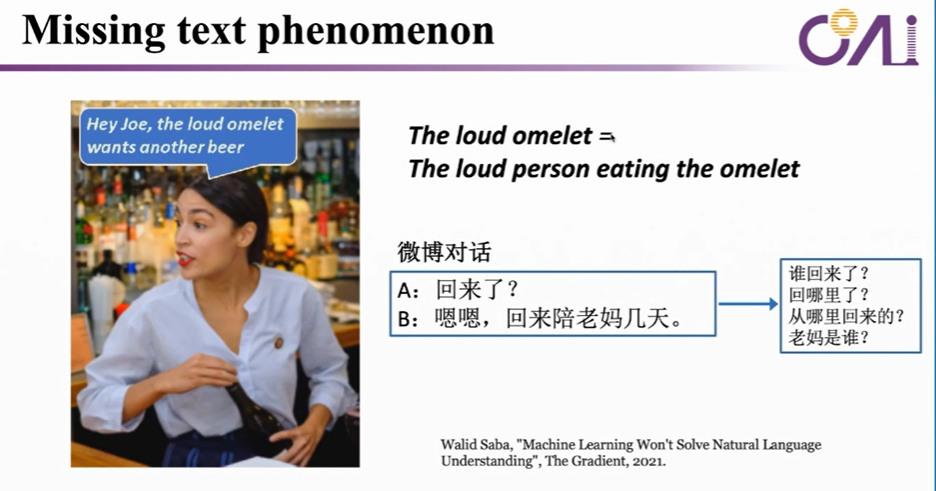 Missing text phenomenon
COAI
Hey Joe, the loud omelet
wants another beer
The loud omelet =
The loud person eating the omelet
微博对话
A：回来了？
B：嗯嗯，回来陪老妈几天。
谁回来了？
回哪里了？
从哪里回来的？
老妈是谁？
Walid Saba, "Machine Learning Won't Solve Natural Language
Understanding", The Gradient, 2021.